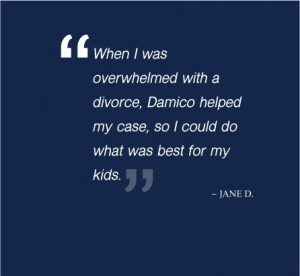 “ When I was
overwhelmed with a
divorce, Damico helped
my case, so I could do
what was best for my
kids. ”
– JANE D.